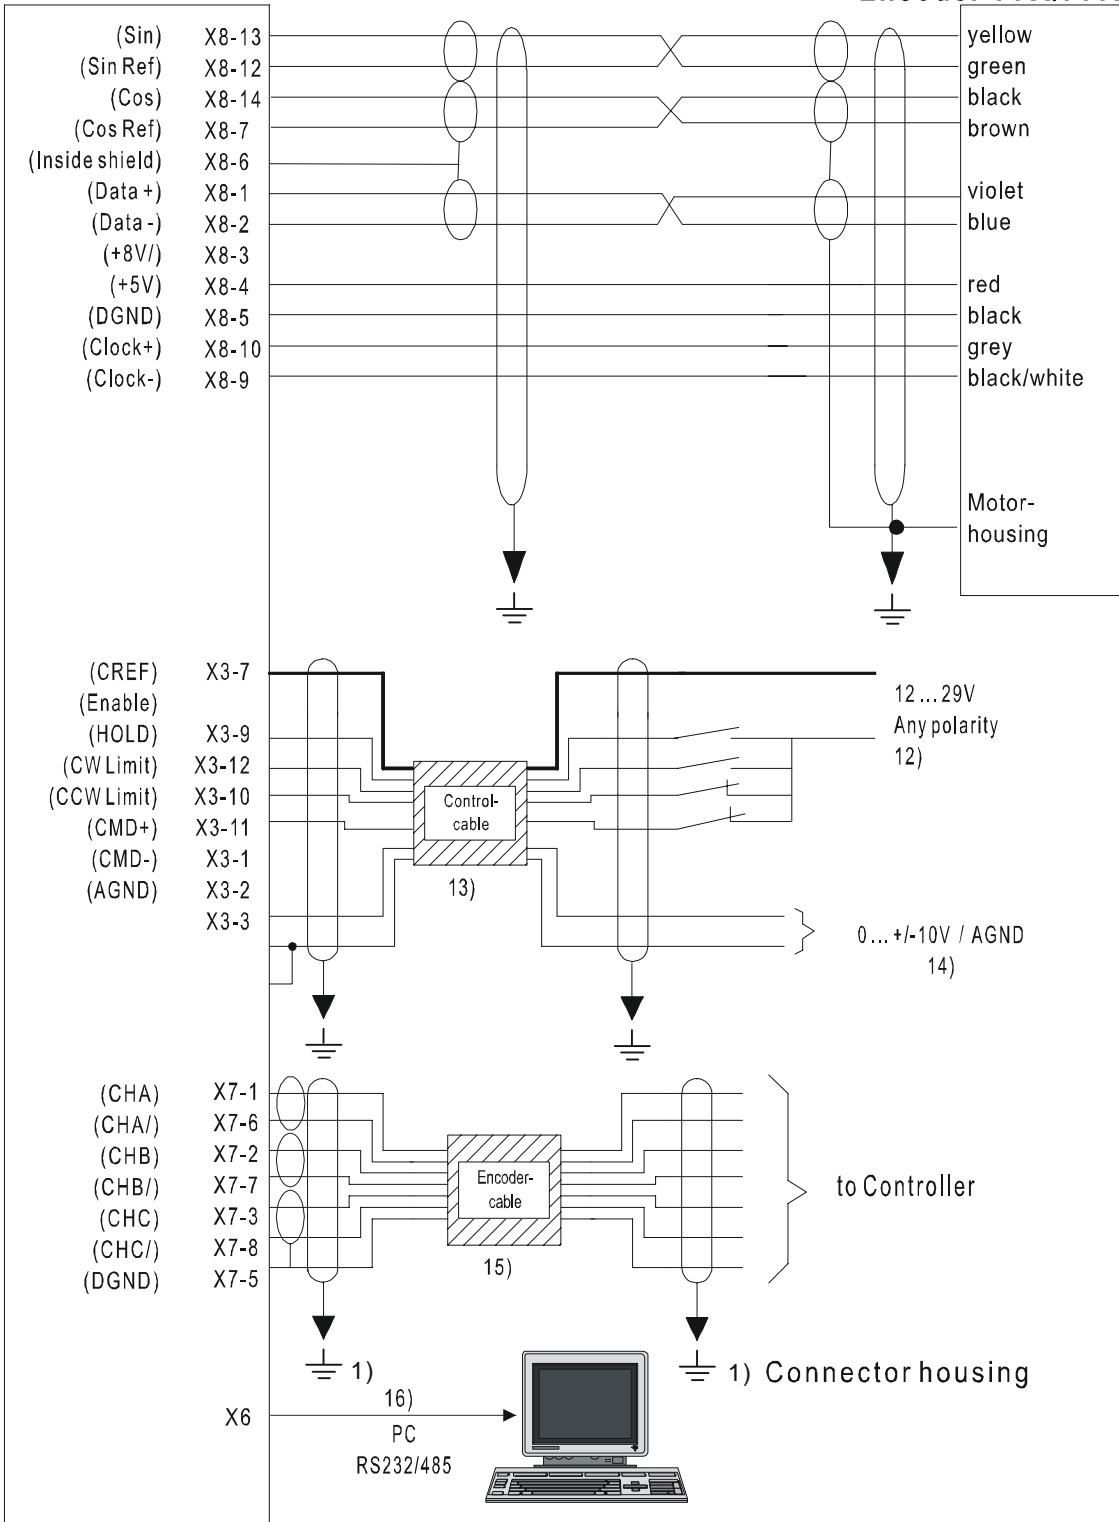 (Sin) X8-13 yellow
(Sin Ref) X8-12 green
(Cos) X8-14 black
(Cos Ref) X8-7 brown
(Inside shield) X8-6
(Data +) X8-1 violet
(Data -) X8-2 blue
(+8V/) X8-3
(+5V) X8-4 red
(DGND) X8-5 black
(Clock+) X8-10 grey
(Clock-) X8-9 black/white
Motor-
housing
(CREF) X3-7
(Enable)
(HOLD) X3-9
(CW Limit) X3-12
(CCW Limit) X3-10
(CMD+) X3-11
(CMD-) X3-1
(AGND) X3-2
X3-3
12 ... 29V
Any polarity
12)
Control-
cable
13)
0 ... +/-10V / AGND
14)
(CHA) X7-1
(CHA/) X7-6
(CHB) X7-2
(CHB/) X7-7
(CHC) X7-3
(CHC/) X7-8
(DGND) X7-5
Encoder-
cable
15)
to Controller
1)
1) Connector housing
X6
16)
PC
RS232/485